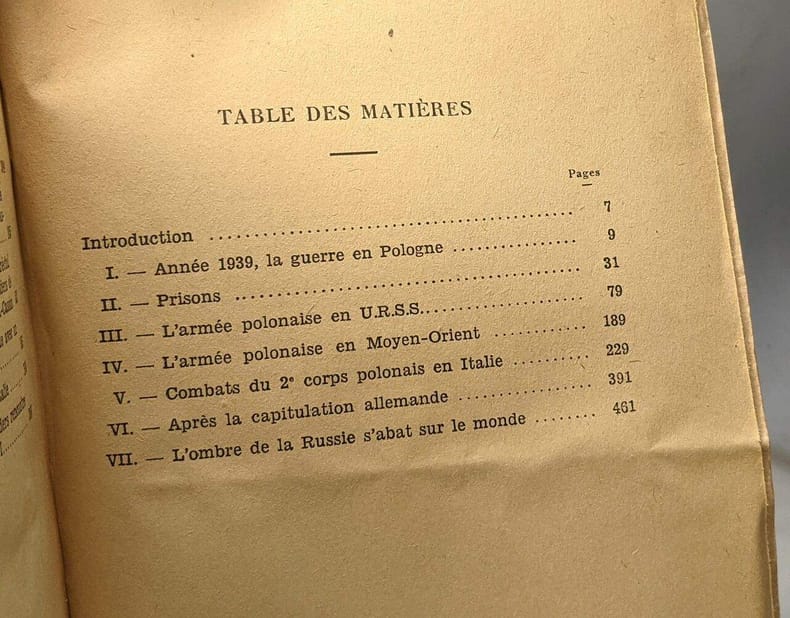 TABLE DES MATIÈRES
Pages
Introduction ........................................ 7
I. — Année 1939, la guerre en Pologne .............. 9
II. — Prisons ........................................ 31
III. — L'armée polonaise en U.R.S.S....................... 79
IV. — L'armée polonaise en Moyen-Orient ............ 189
V. — Combats du 2e corps polonais en Italie .......... 229
VI. — Après la capitulation allemande ................ 391
VII. — L'ombre de la Russie s'abat sur le monde ........ 461